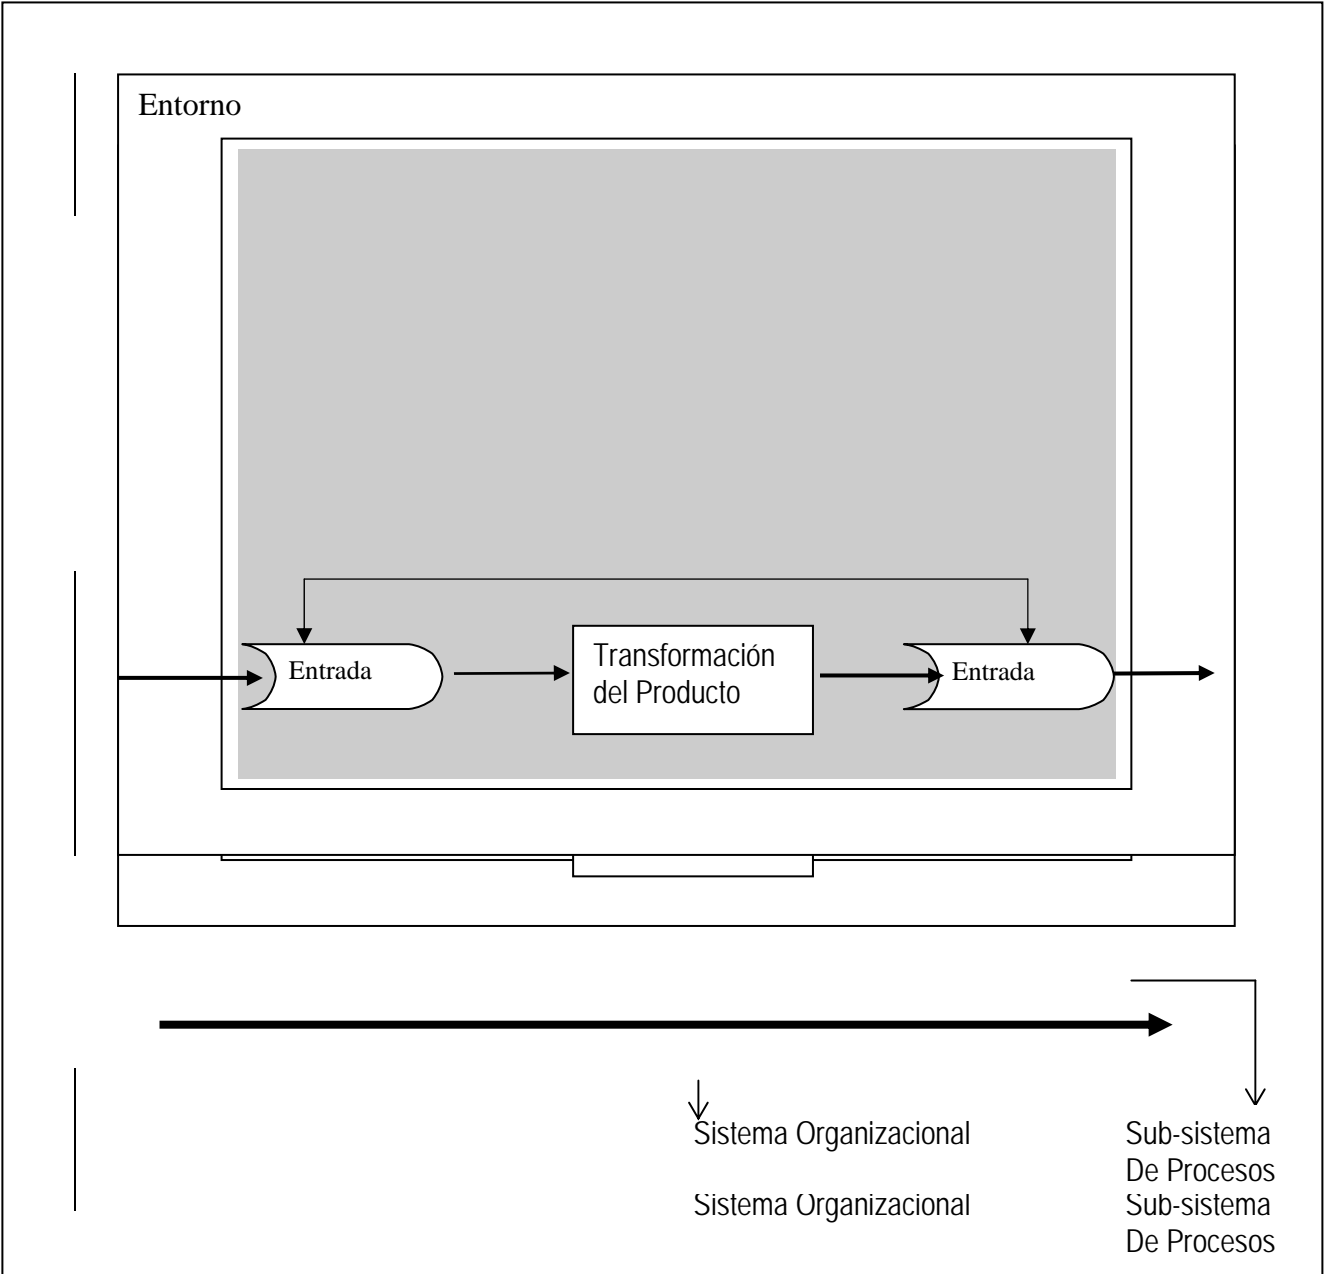 Entorno
Entrada
Transformación
del Producto
Entrada
Sistema Organizacional
Sub-sistema
De Procesos
Sistema Organizacional
Sub-sistema
De Procesos